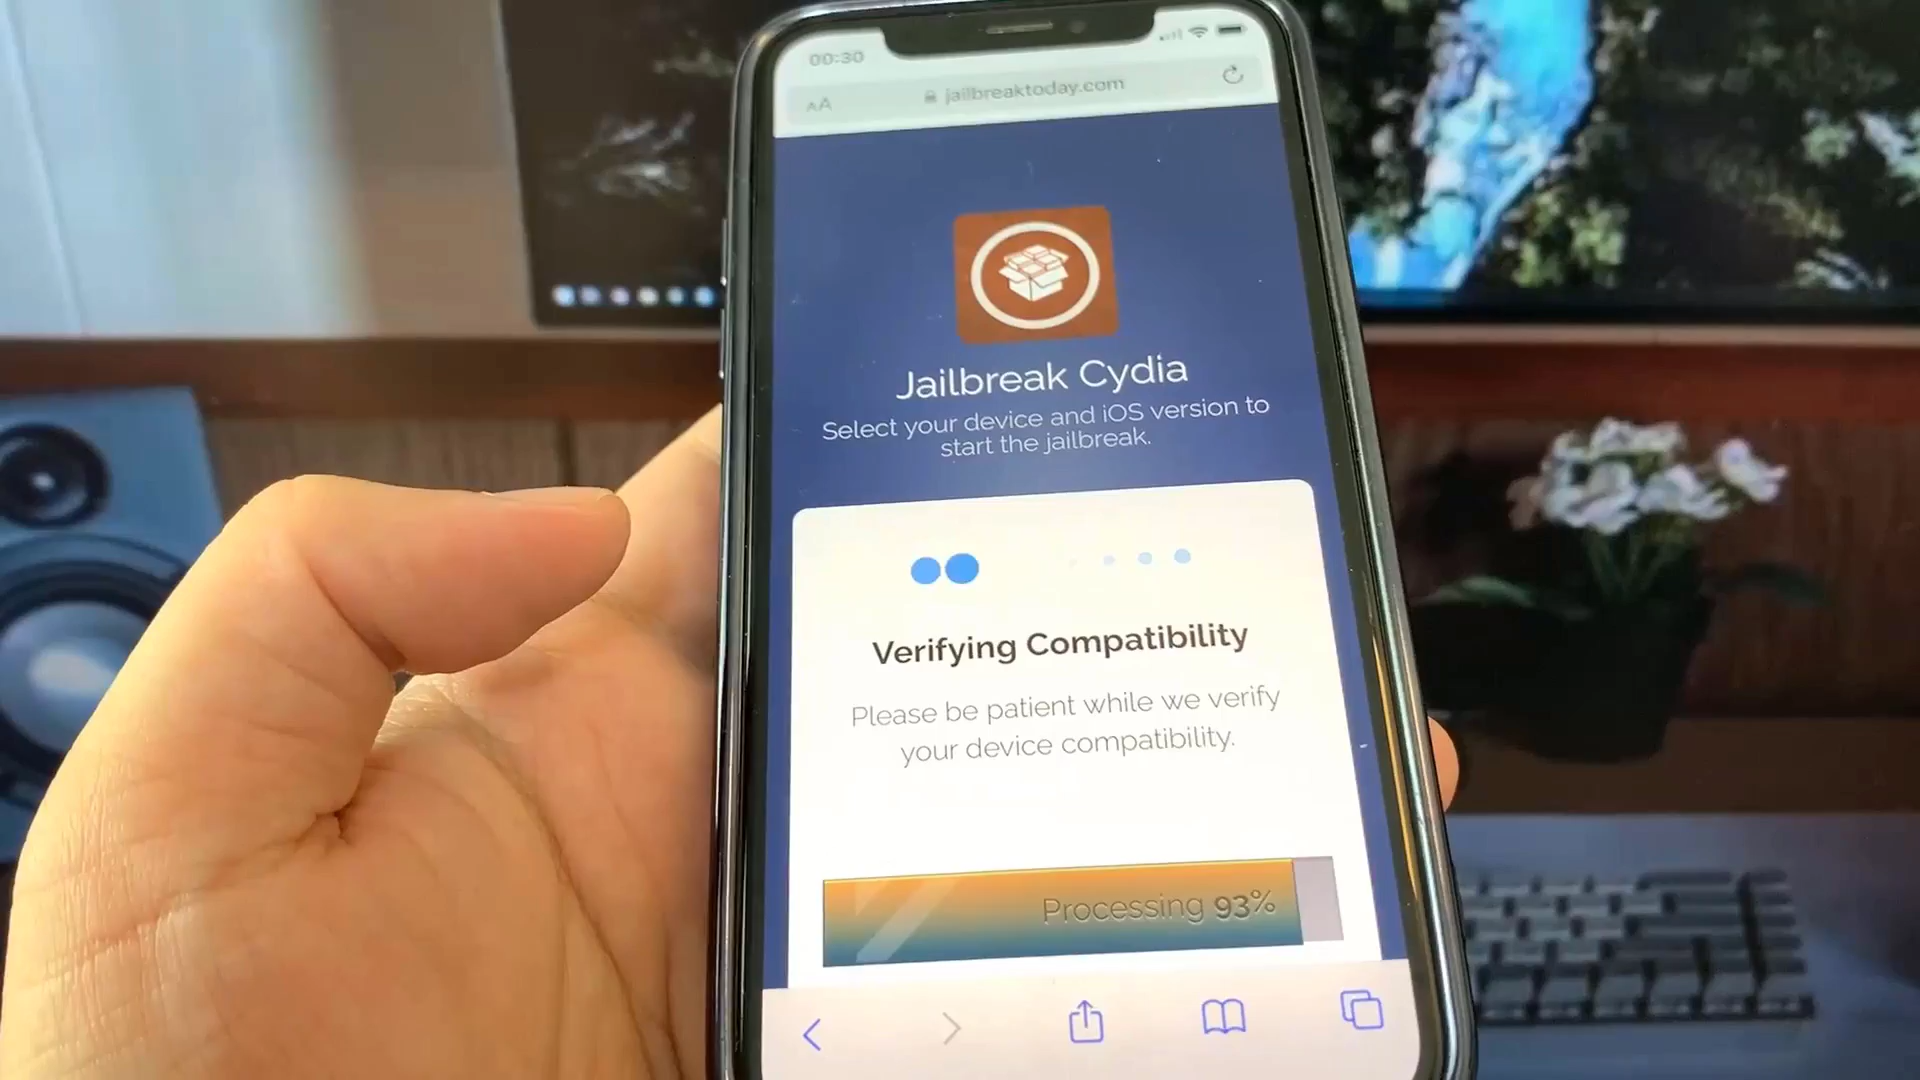 00:30
AA jailbreaktoday.com
Jailbreak Cydia
Select your device and iOS version to
start the jailbreak.
Verifying Compatibility
Please be patient while we verify
your device compatibility.
Processing 93%